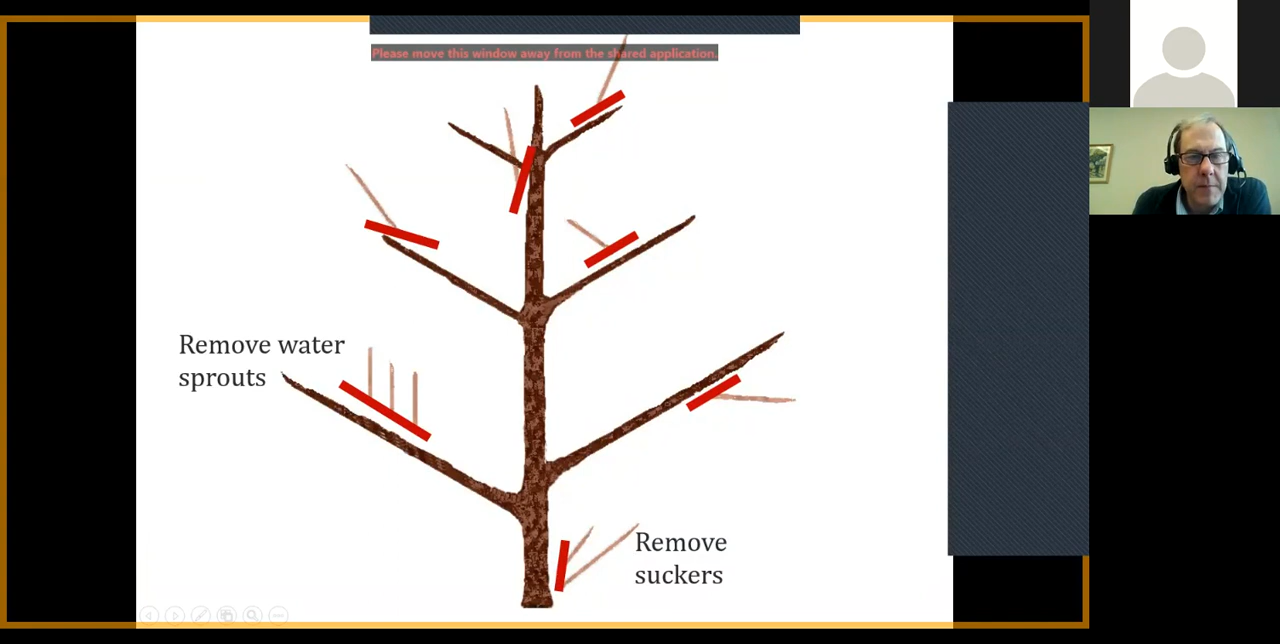 Please move this window away from the shared application.
Remove water
sprouts
Remove
suckers